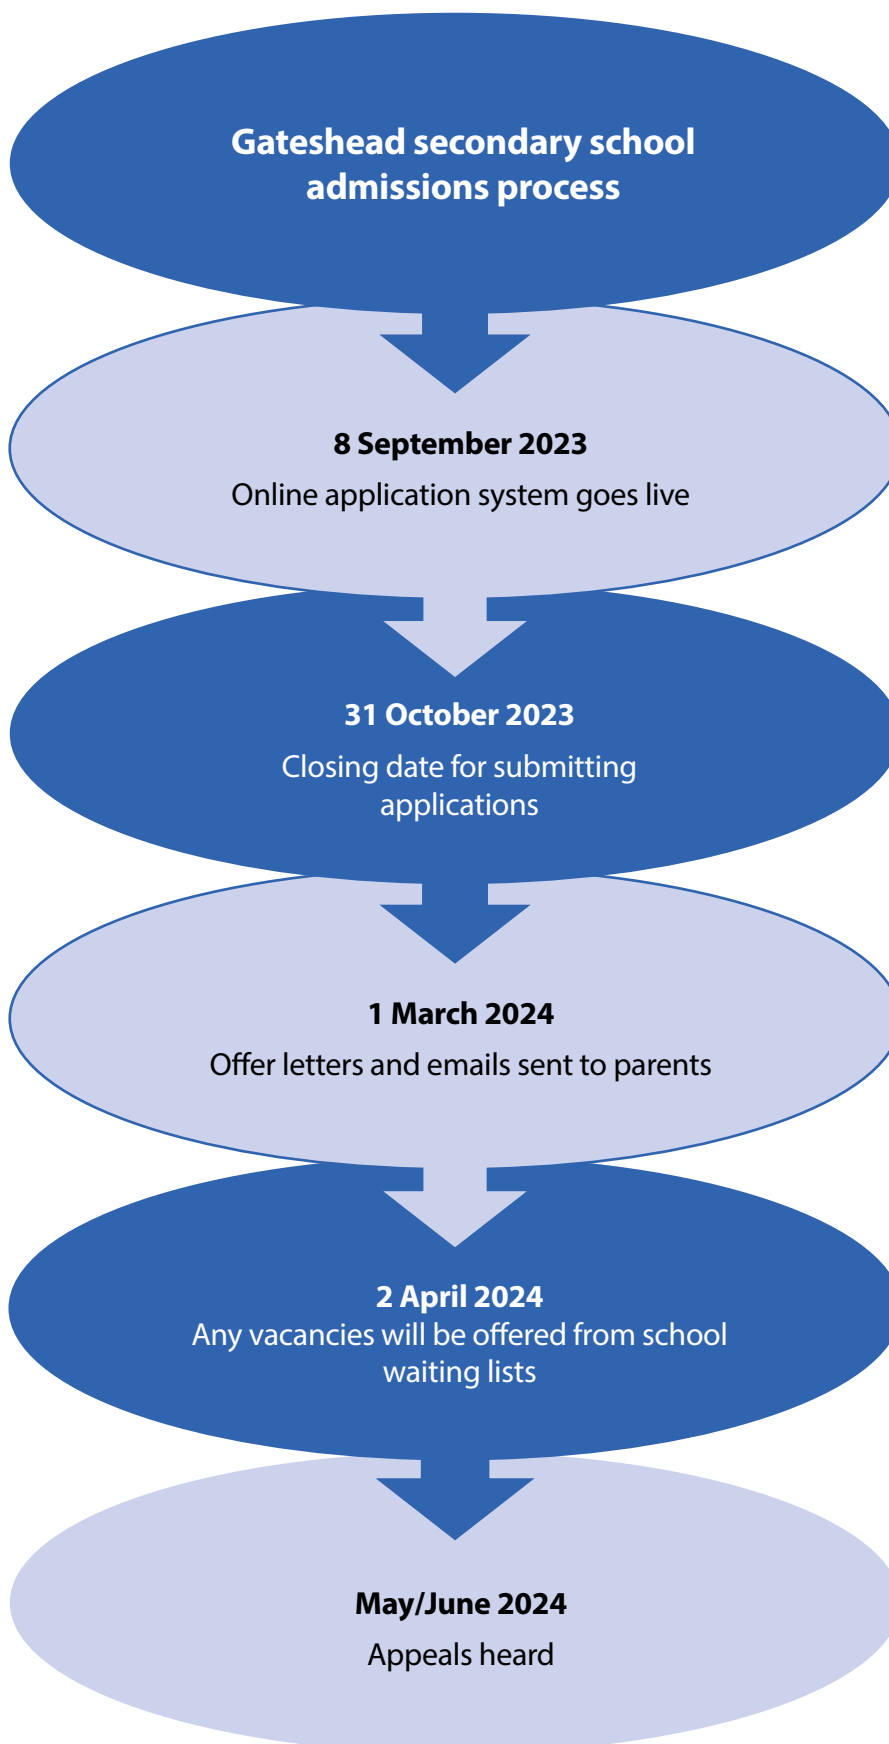 Gateshead secondary school
admissions process
8 September 2023
Online application system goes live
31 October 2023
Closing date for submitting
applications
1 March 2024
Offer letters and emails sent to parents
2 April 2024
Any vacancies will be offered from school
waiting lists
May/June 2024
Appeals heard